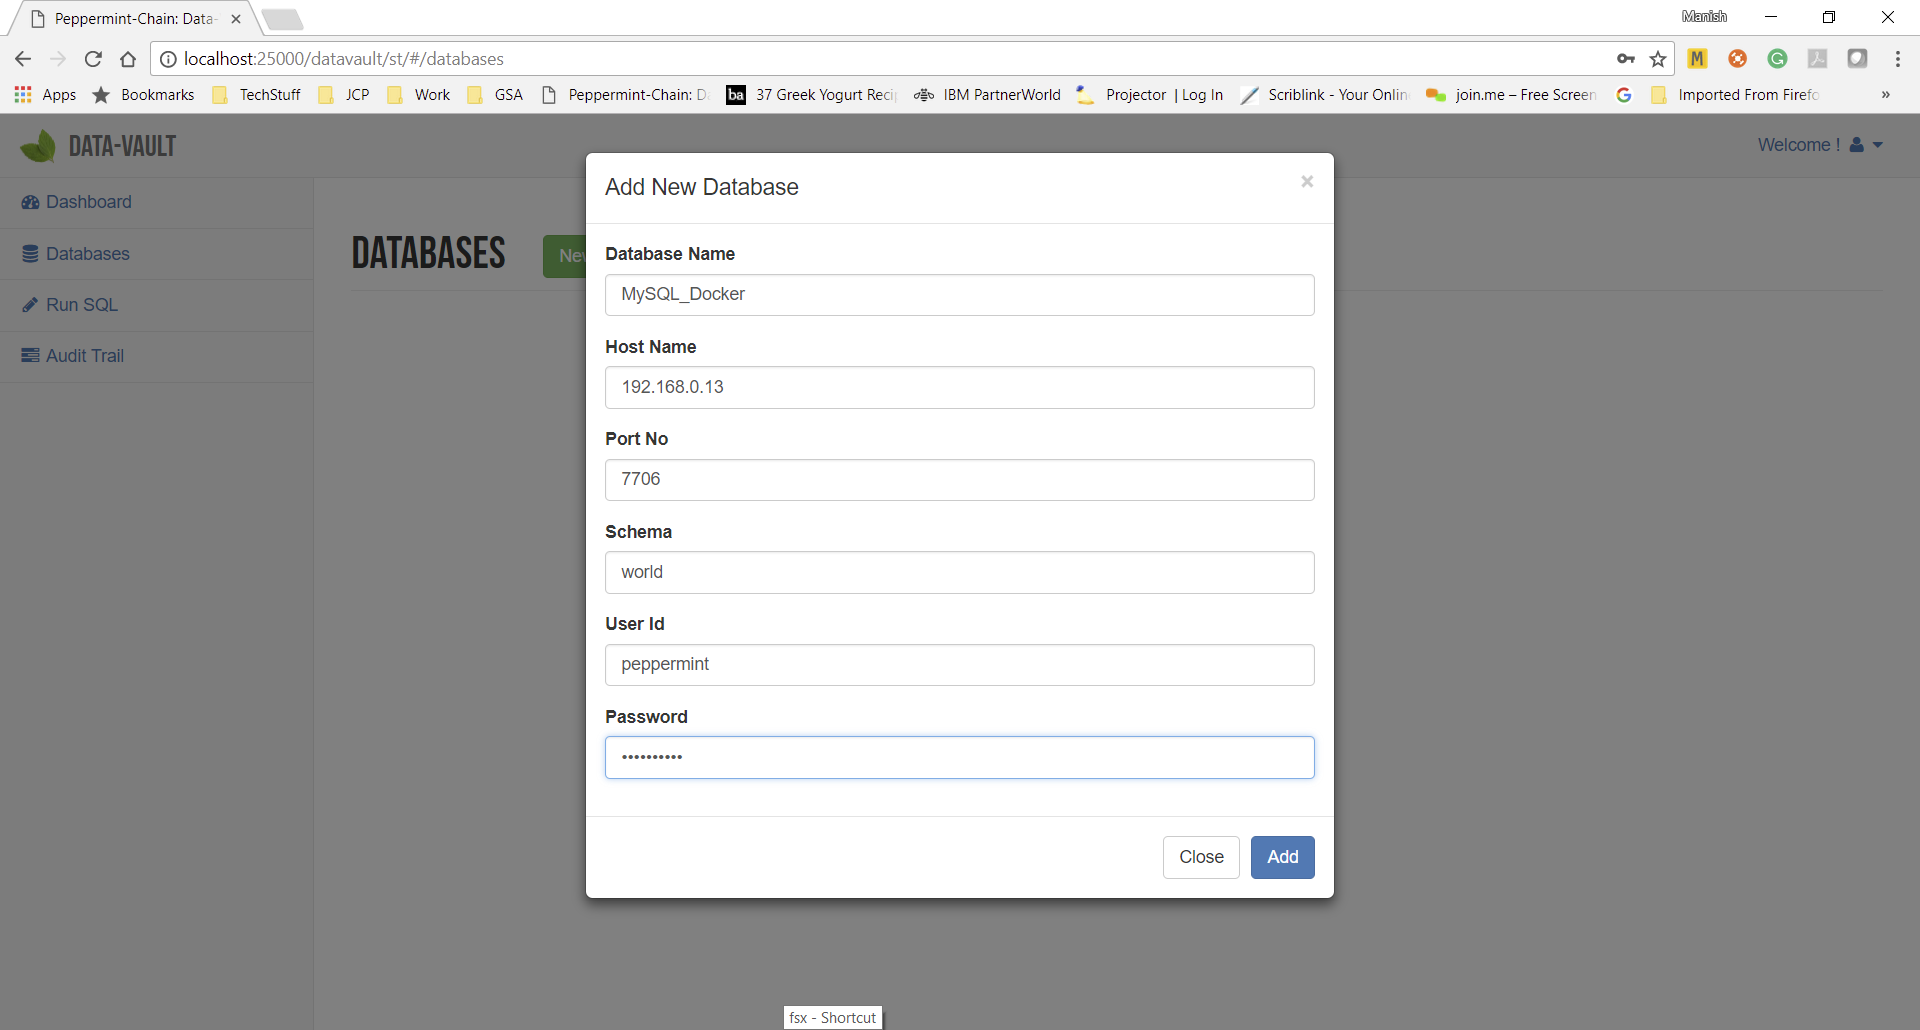 Peppermint-Chain: Data-
Manish
localhost:25000/datavault/st/#/databases
Apps Bookmarks TechStuff JCP Work GSA Peppermint-Chain: D ba 37 Greek Yogurt Reci IBM PartnerWorld Projector | Log In Scriblink - Your Onlin join.me – Free Screen Imported From Firefo »
DATA-VAULT
Welcome !
Dashboard
Databases
Run SQL
Audit Trail
DATABASES
New
Add New Database
×
Database Name
MySQL_Docker
Host Name
192.168.0.13
Port No
7706
Schema
world
User Id
peppermint
Password
••••••••••
Close
Add
fsx - Shortcut